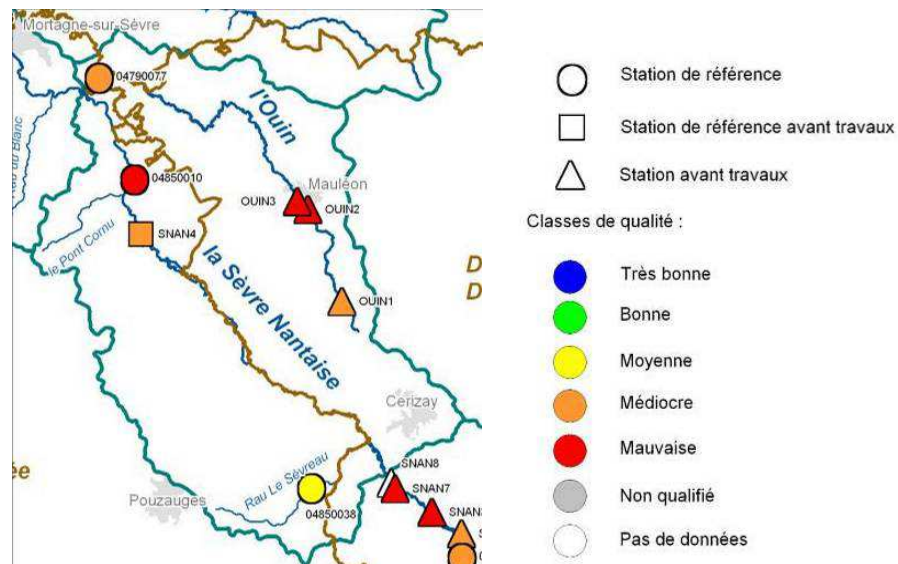 Mortagne-sur-Sèvre
04790077
l'Ouin
04850010
Mauléon
OUIN3
OUIN2
SNAN4
le Pont Cornu
la Sèvre Nantaise
D
D
OUIN1
Cerizay
ée
SNAN8
Rau Le Sévreau
SNAN7
Pouzauges
04850038
Station de référence
Station de référence avant travaux
Station avant travaux
Classes de qualité :
Très bonne
Bonne
Moyenne
Médiocre
Mauvaise
Non qualifié
Pas de données